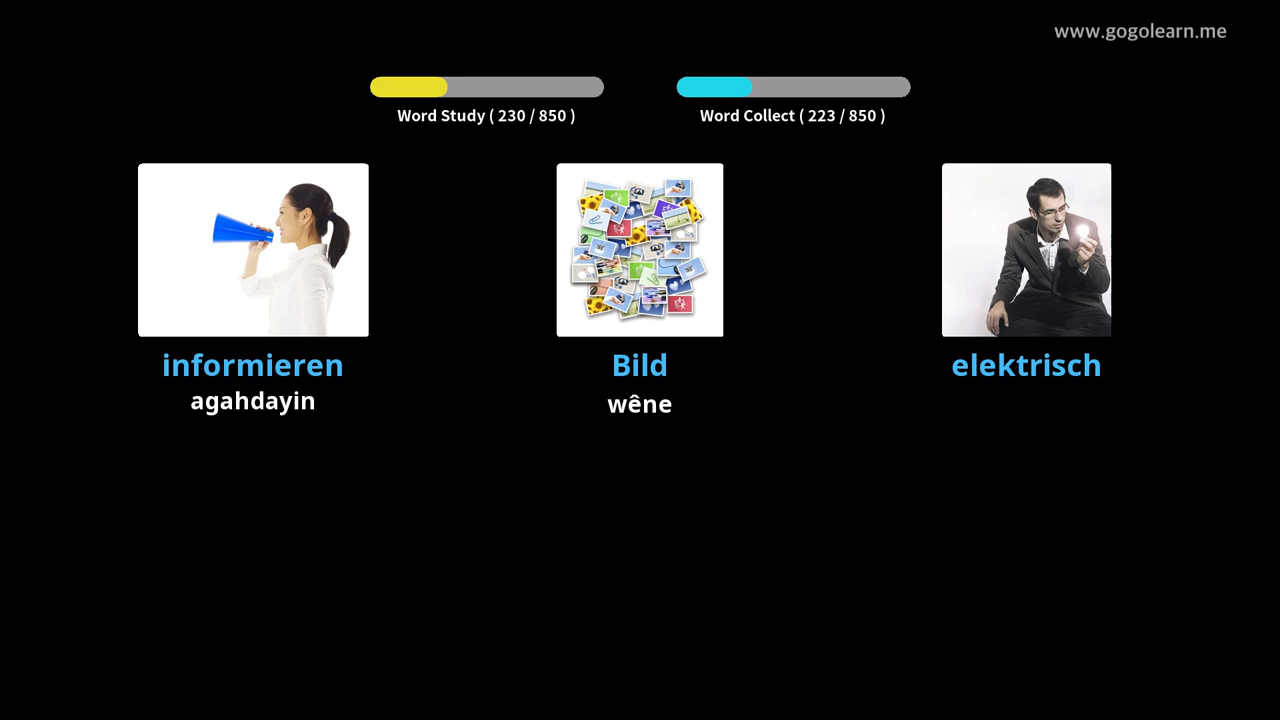 www.gogolearn.me
Word Study ( 230 / 850 )
Word Collect ( 223 / 850 )
informieren
agahdayin
Bild
wêne
elektrisch